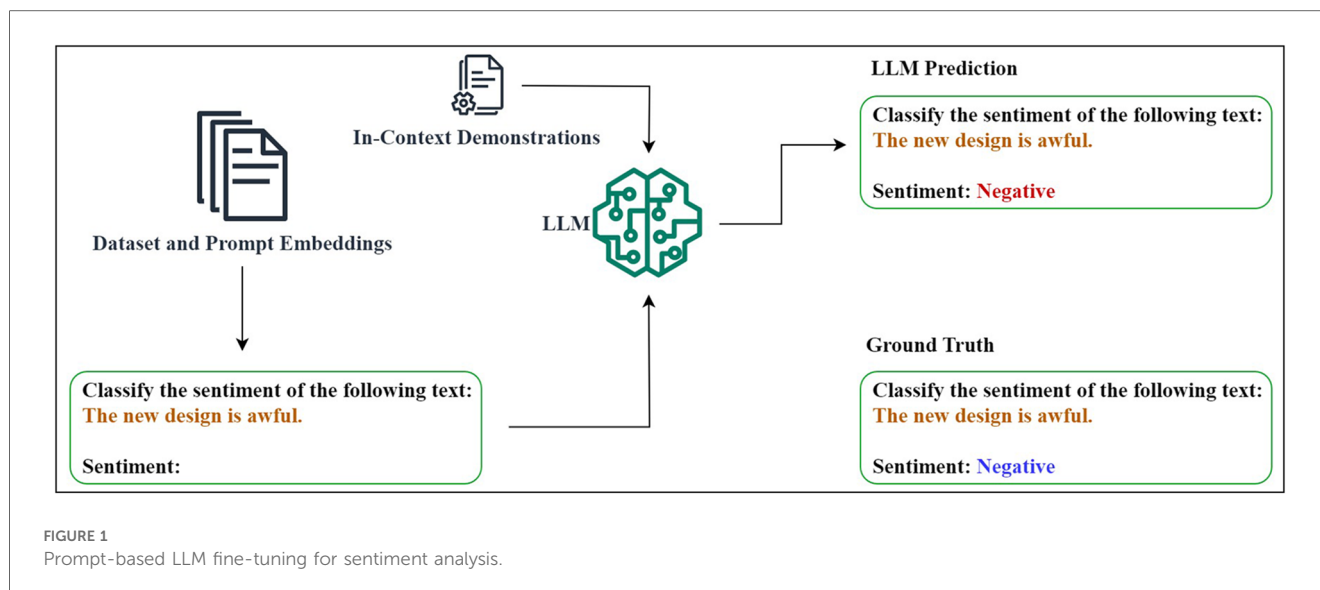 In-Context Demonstrations
Dataset and Prompt Embeddings
LLM
Classify the sentiment of the following text:
The new design is awful.
Sentiment:
LLM Prediction
Classify the sentiment of the following text:
The new design is awful.
Sentiment: Negative
Ground Truth
Classify the sentiment of the following text:
The new design is awful.
Sentiment: Negative
FIGURE 1
Prompt-based LLM fine-tuning for sentiment analysis.